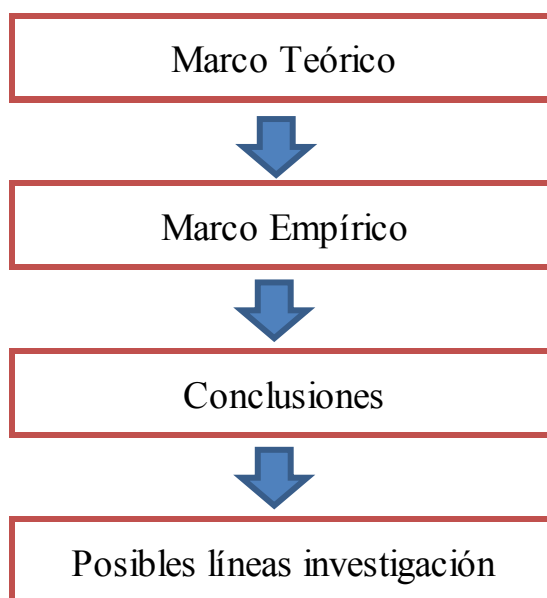 Marco Teórico
Marco Empírico
Conclusiones
Posibles líneas investigación